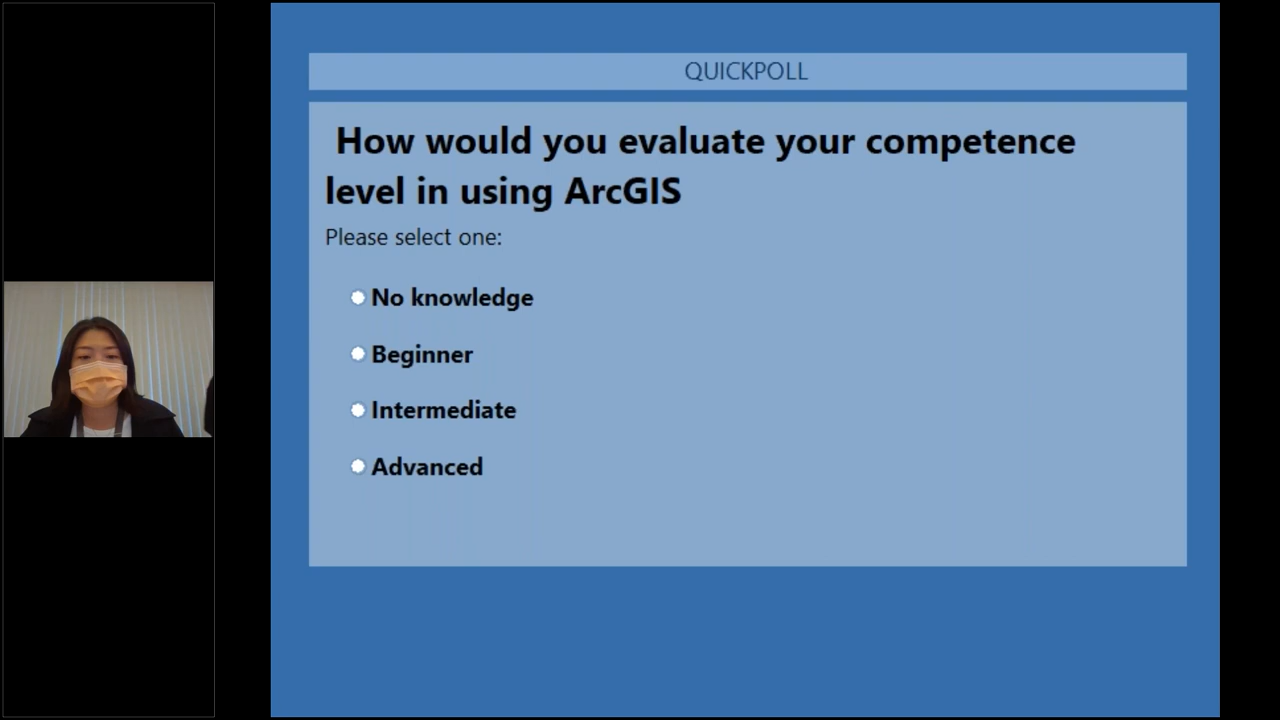 QUICKPOLL
How would you evaluate your competence
level in using ArcGIS
Please select one:
No knowledge
Beginner
Intermediate
Advanced